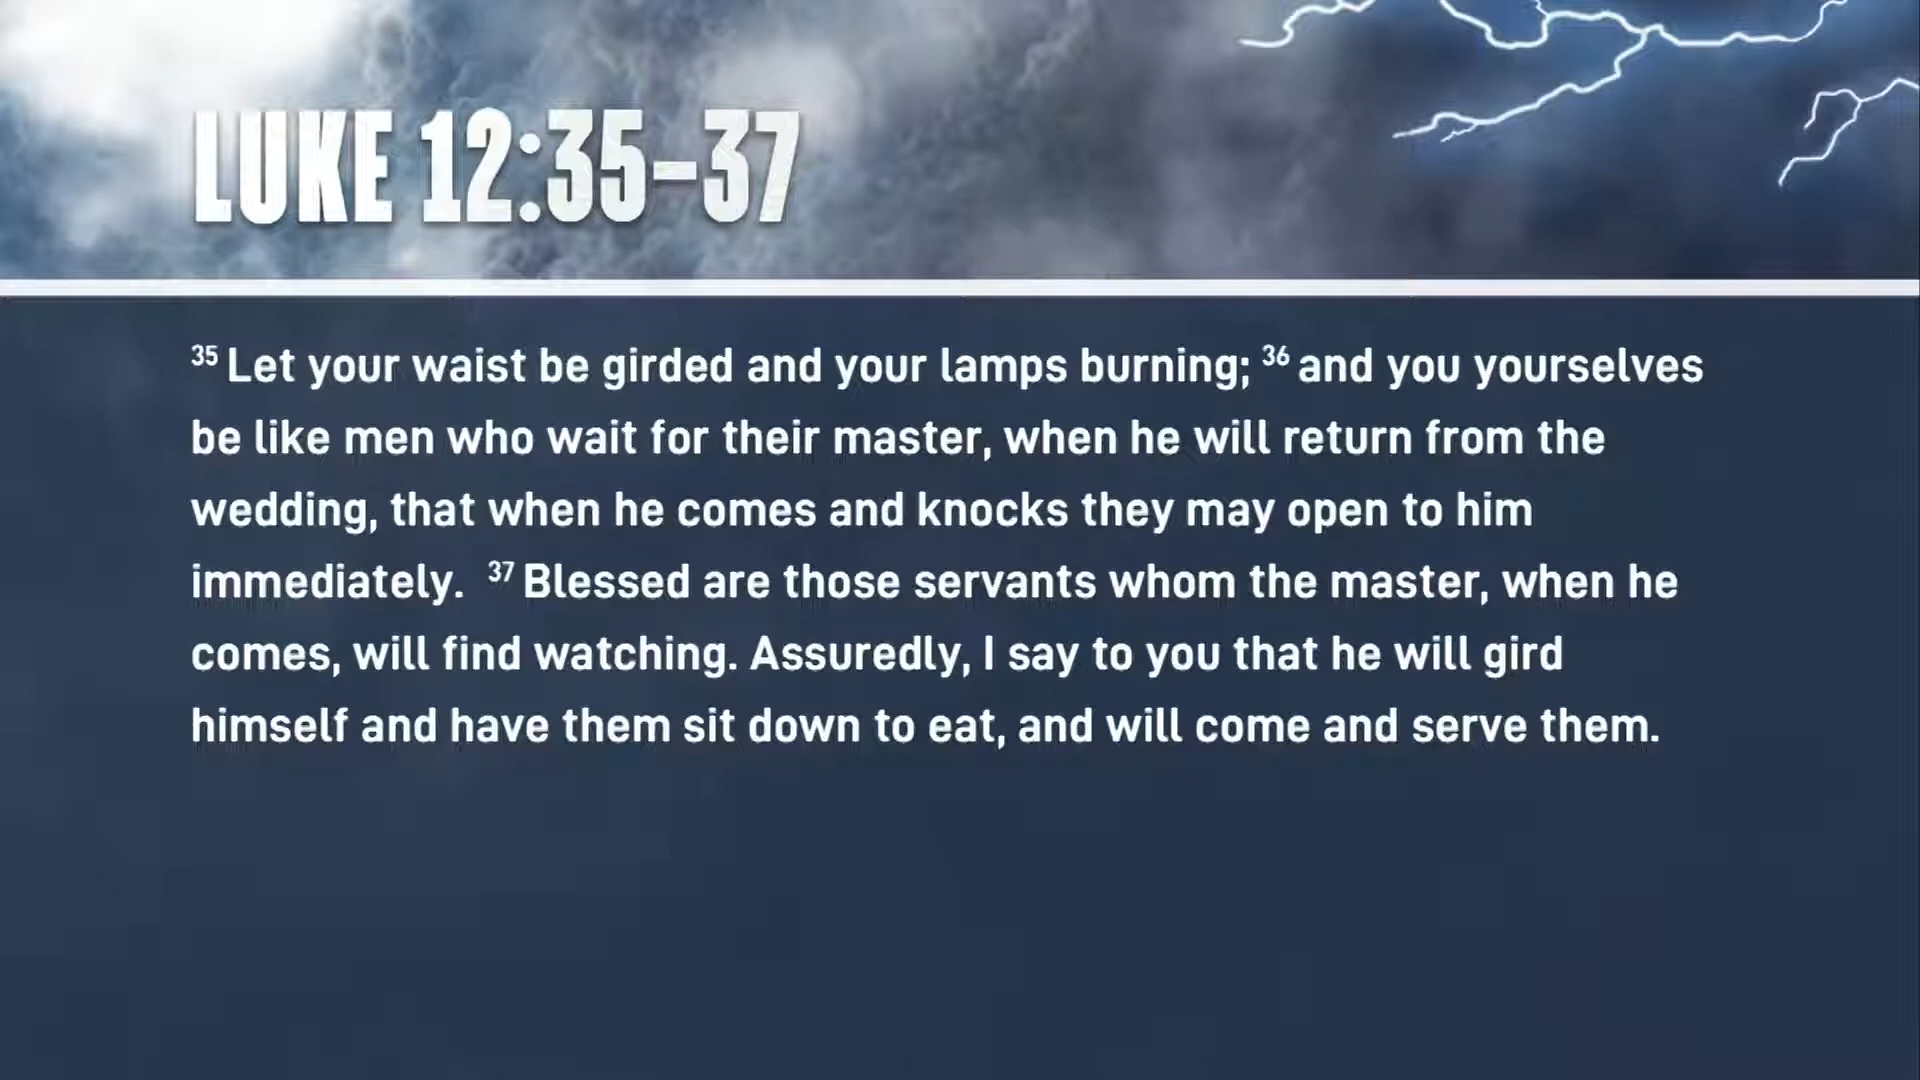 LUKE 12:35–37
35 Let your waist be girded and your lamps burning; 36 and you yourselves
be like men who wait for their master, when he will return from the
wedding, that when he comes and knocks they may open to him
immediately. 37 Blessed are those servants whom the master, when he
comes, will find watching. Assuredly, I say to you that he will gird
himself and have them sit down to eat, and will come and serve them.